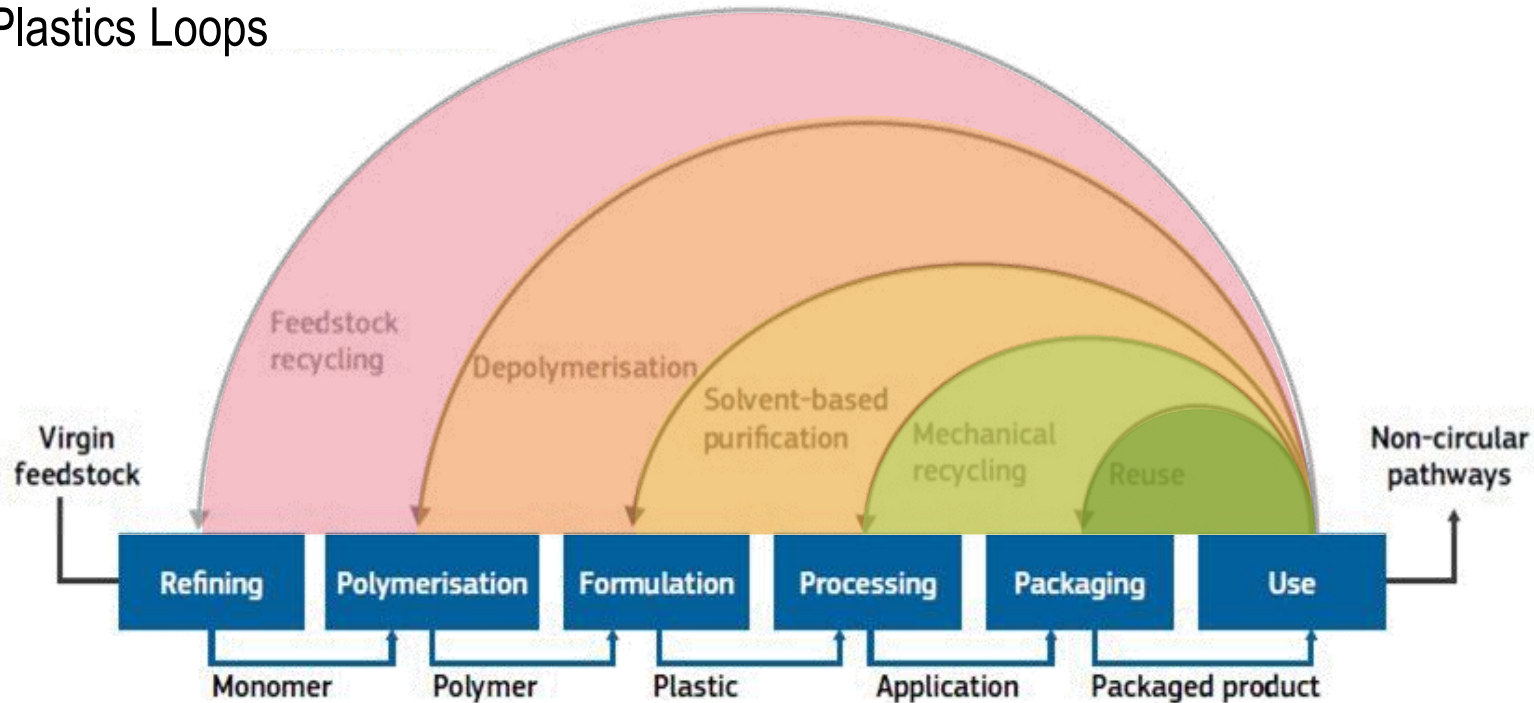 Plastics Loops
Feedstock
recycling
Depolymerisation
Solvent-based
purification
Mechanical
recycling
Reuse
Virgin
feedstock
Non-circular
pathways
Refining
Polymerisation
Formulation
Processing
Packaging
Use
Monomer
Polymer
Plastic
Application
Packaged product